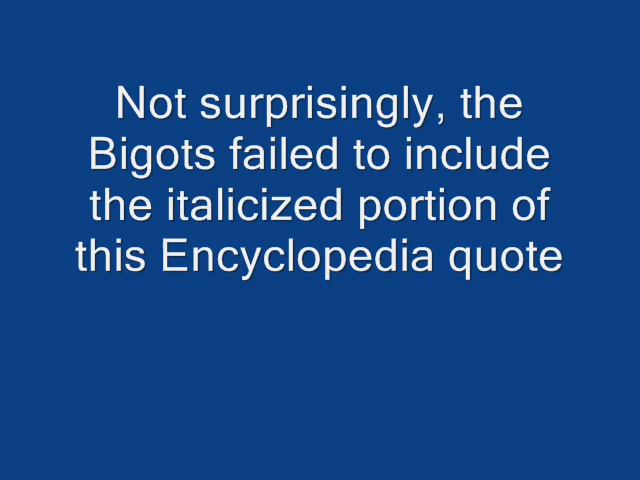 Not surprisingly, the
Bigots failed to include
the italicized portion of
this Encyclopedia quote